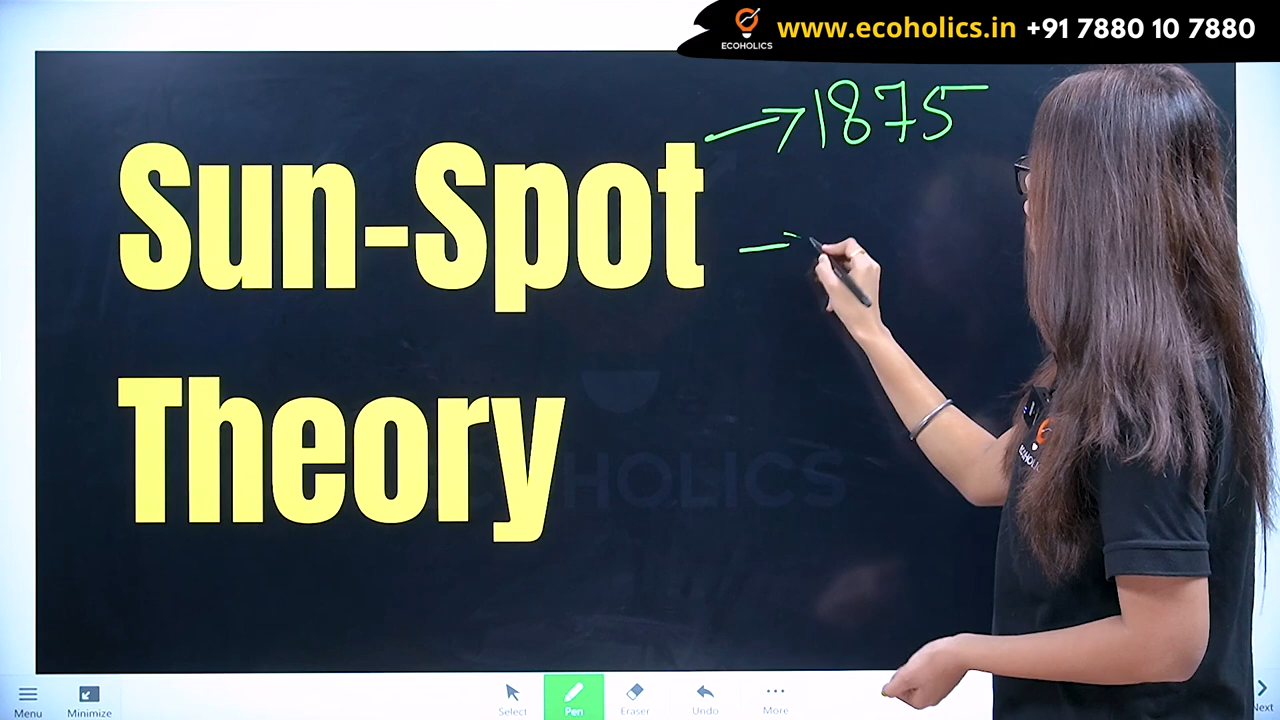 ECOHOLICS
www.ecoholics.in +91 7880 10 7880
1875
Sun-Spot
Theory
ECOHOLICS
Menu
Minimize
Select
Pen
Eraser
Undo
More
Next